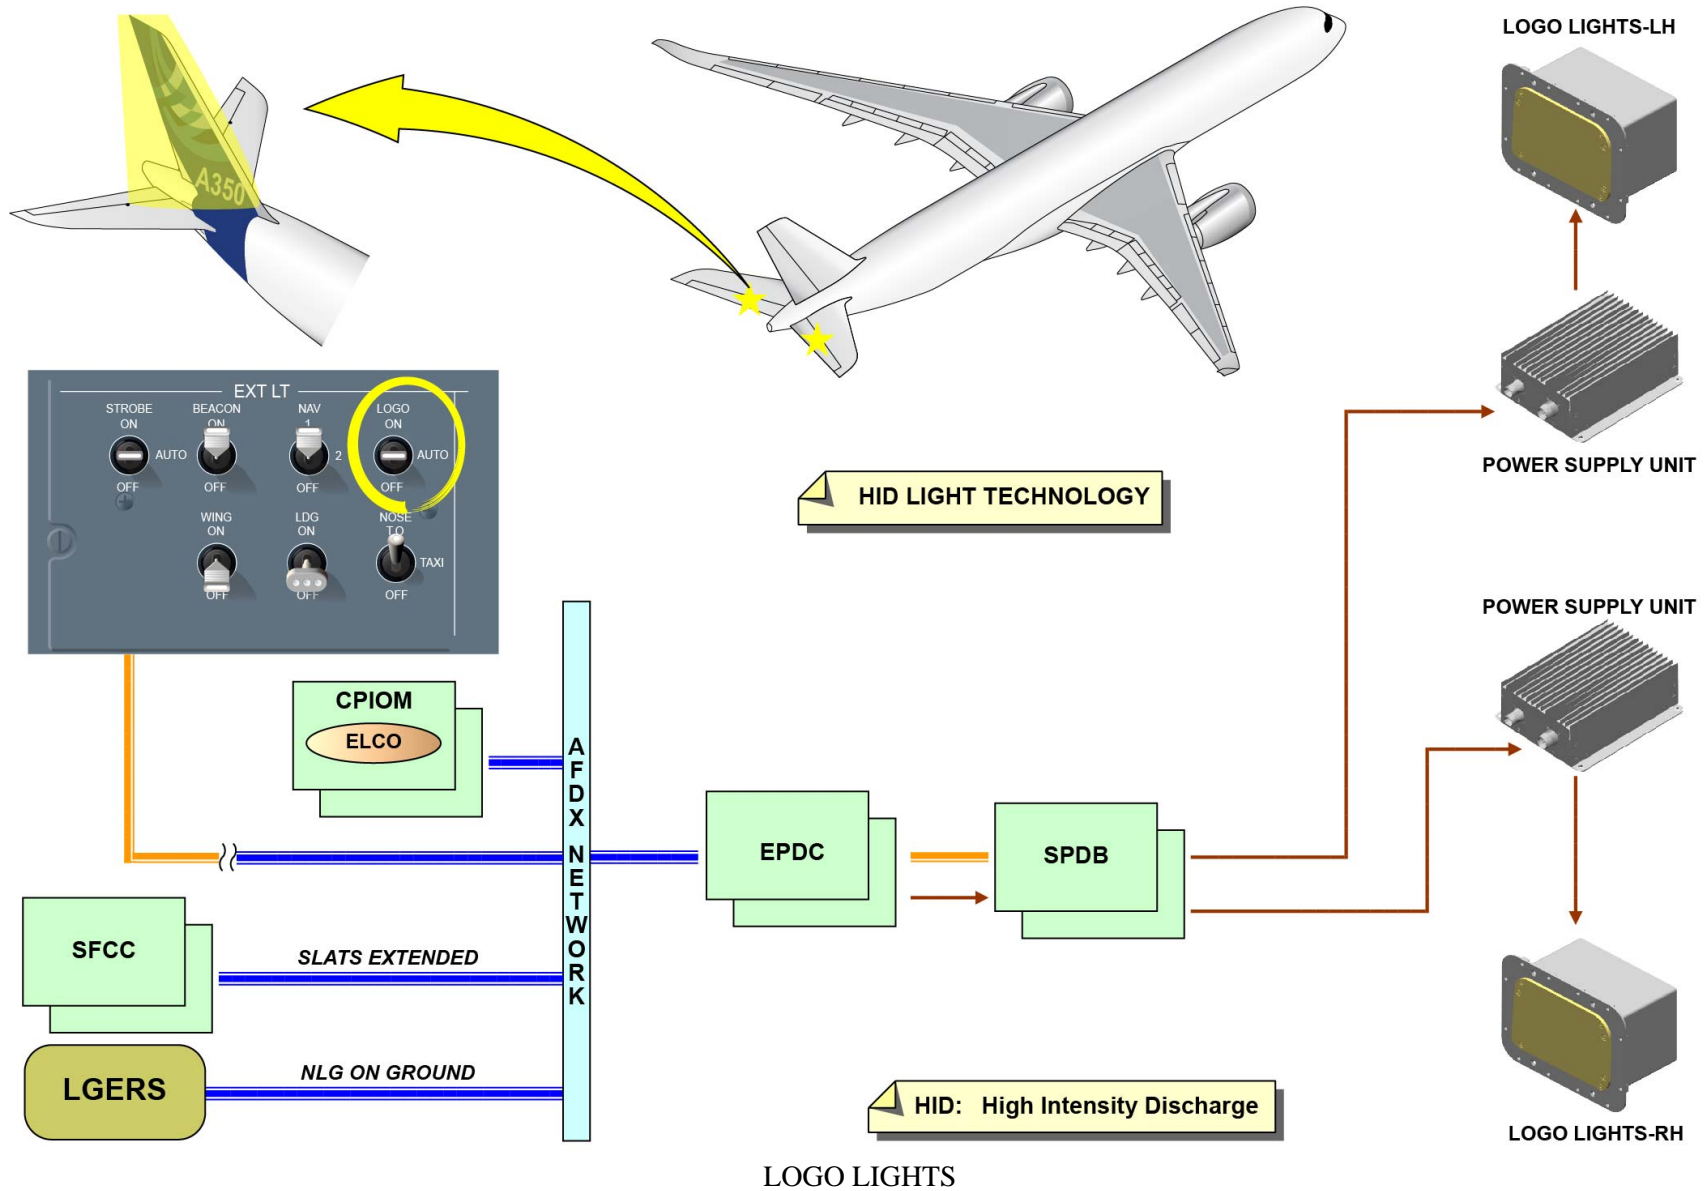 LOGO LIGHTS-LH
A350
POWER SUPPLY UNIT
EXT LT
STROBE
ON
AUTO
OFF
BEACON
ON
OFF
NAV
1
2
OFF
LOGO
ON
AUTO
OFF
WING
ON
OFF
LDG
ON
OFF
NOSE
T.O
TAXI
OFF
HID LIGHT TECHNOLOGY
POWER SUPPLY UNIT
CPIOM
ELCO
AFDX NETWORK
EPDC
SPDB
SFCC
SLATS EXTENDED
LGERS
NLG ON GROUND
HID: High Intensity Discharge
LOGO LIGHTS-RH
LOGO LIGHTS